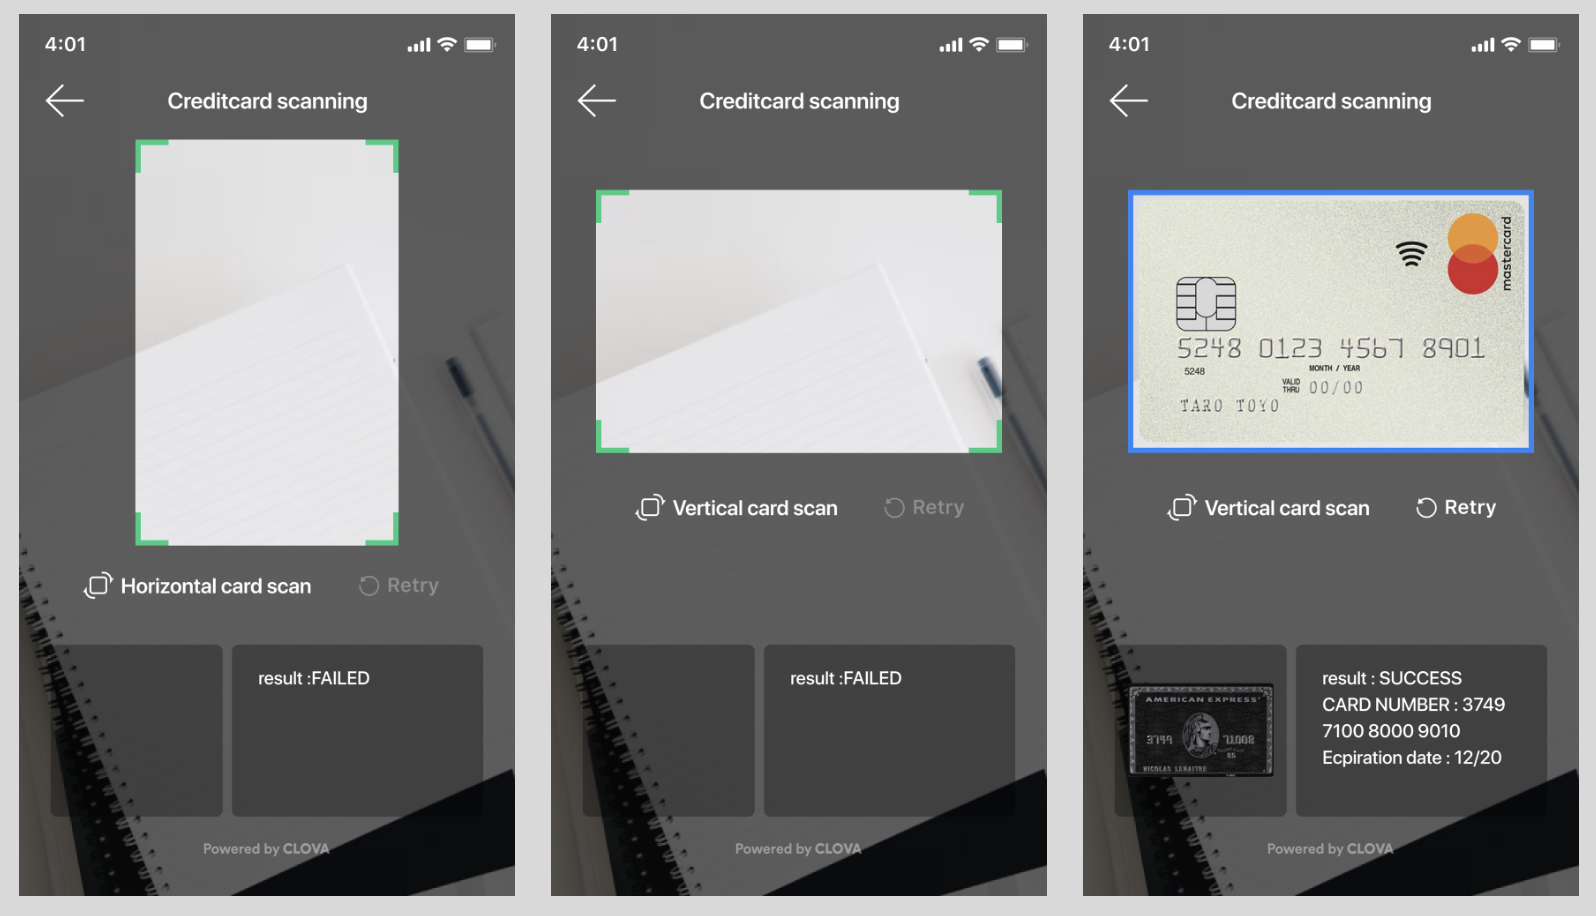 4:01
Creditcard scanning
Horizontal card scan
Retry
result :FAILED
Powered by CLOVA
4:01
Creditcard scanning
Vertical card scan
Retry
result :FAILED
Powered by CLOVA
4:01
Creditcard scanning
mastercard
5248 0123 4567 8901
5248
MONTH / YEAR
VALID
THRU 00/00
TARO TOYO
Vertical card scan
Retry
AMERICAN EXPRESS
3799 71008
95
NICOLAS LEMAITRE
result : SUCCESS
CARD NUMBER : 3749
7100 8000 9010
Ecpiration date : 12/20
Powered by CLOVA